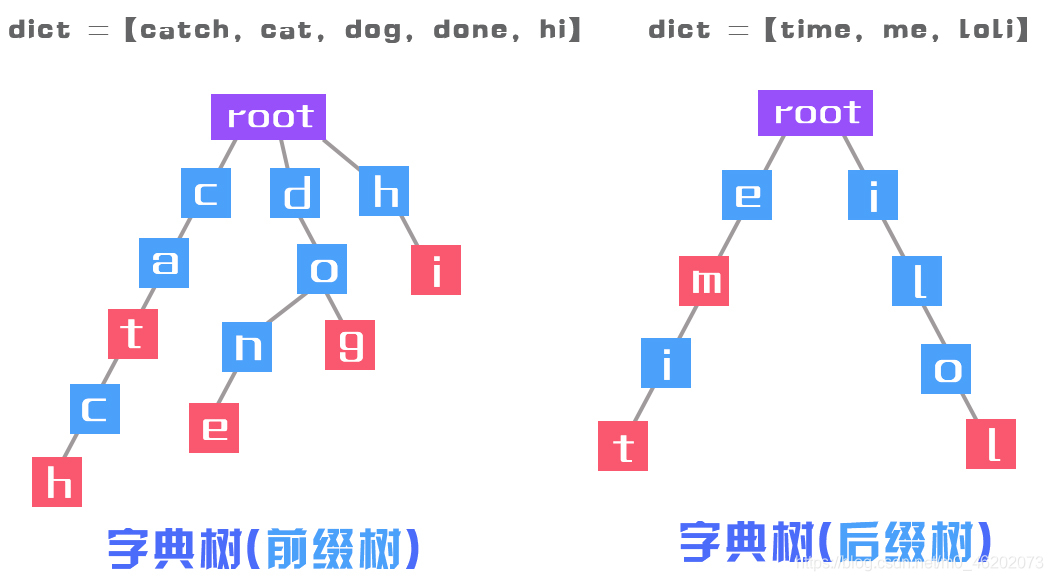 dict =【catch, cat, dog, done, hi】
dict =【time, me, loli】
root
c d h
a o i
t n g
c e
h
root
e i
m l
i o
t l
字典树(前缀树)
字典树(后缀树)
https://blog.csdn.net/m0_46202073